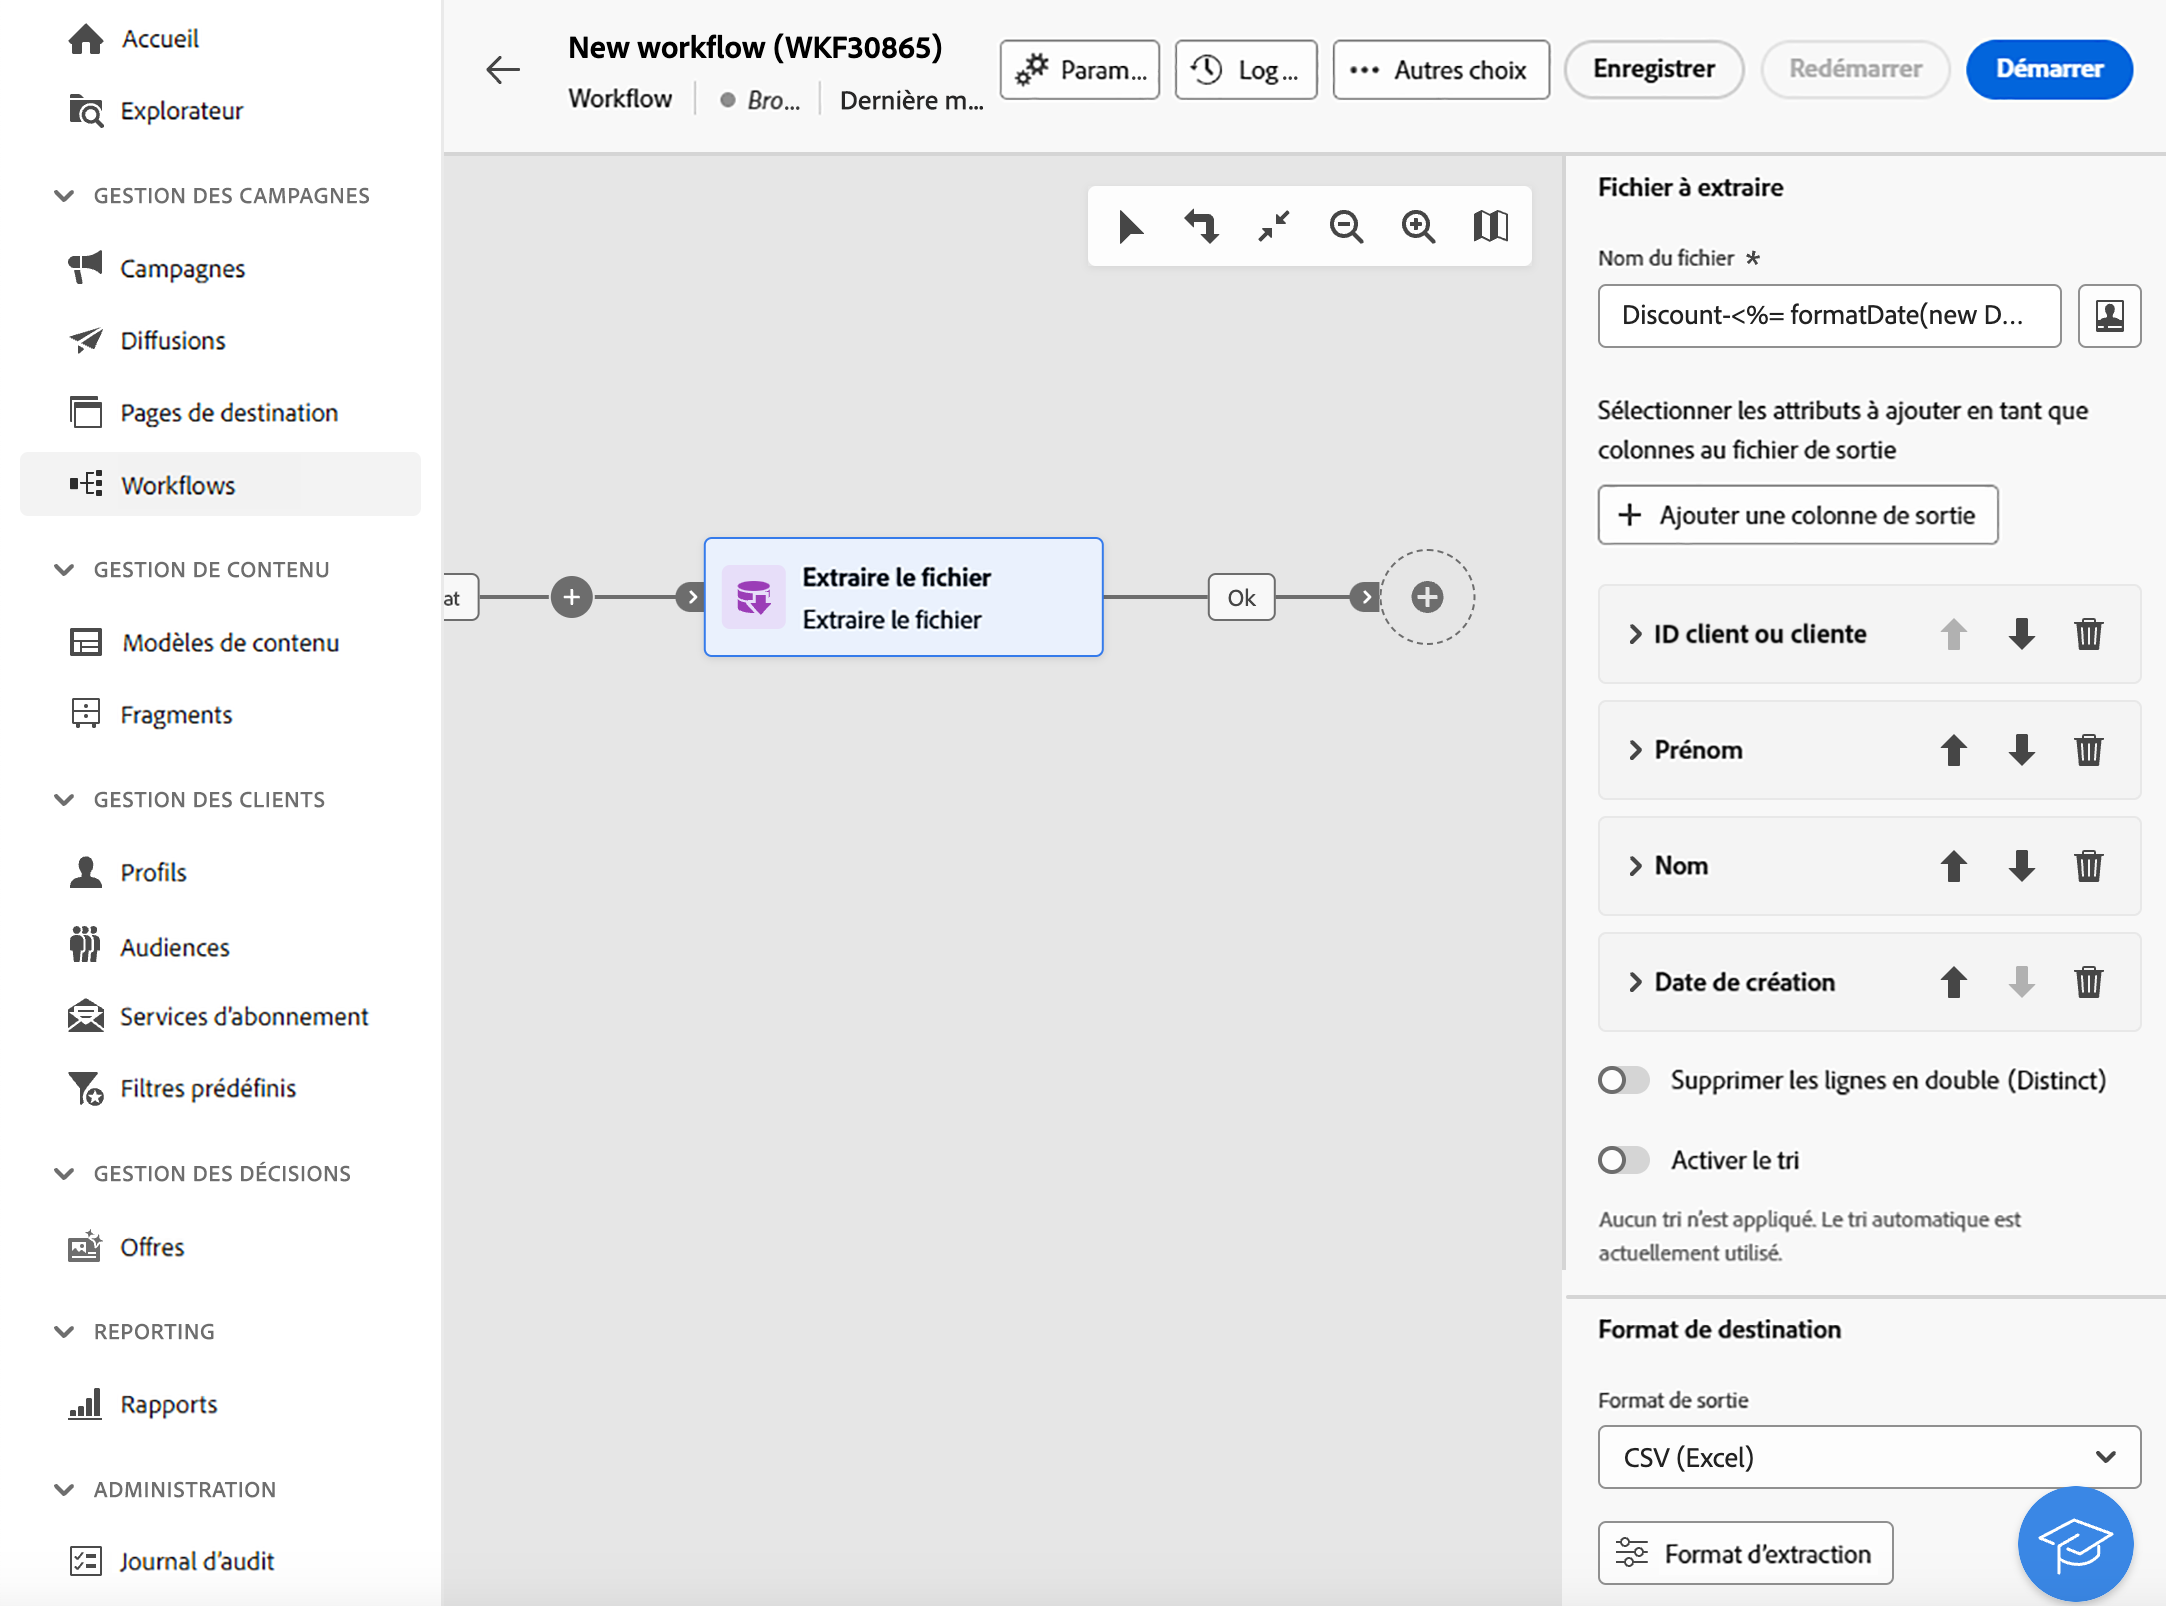 Accueil
Explorateur
GESTION DES CAMPAGNES
Campagnes
Diffusions
Pages de destination
Workflows
GESTION DE CONTENU
Modèles de contenu
Fragments
GESTION DES CLIENTS
Profils
Audiences
Services d'abonnement
Filtres prédéfinis
GESTION DES DÉCISIONS
Offres
REPORTING
Rapports
ADMINISTRATION
Journal d'audit
New workflow (WKF30865)
Workflow
Bro...
Dernière m...
Param...
Log ...
Autres choix
Enregistrer
Redémarrer
Démarrer
at
Extraire le fichier
Extraire le fichier
Ok
Fichier à extraire
Nom du fichier *
Discount-<%= formatDate(new D...
Sélectionner les attributs à ajouter en tant que
colonnes au fichier de sortie
Ajouter une colonne de sortie
ID client ou cliente
Prénom
Nom
Date de création
Supprimer les lignes en double (Distinct)
Activer le tri
Aucun tri n'est appliqué. Le tri automatique est
actuellement utilisé.
Format de destination
Format de sortie
CSV (Excel)
Format d'extraction